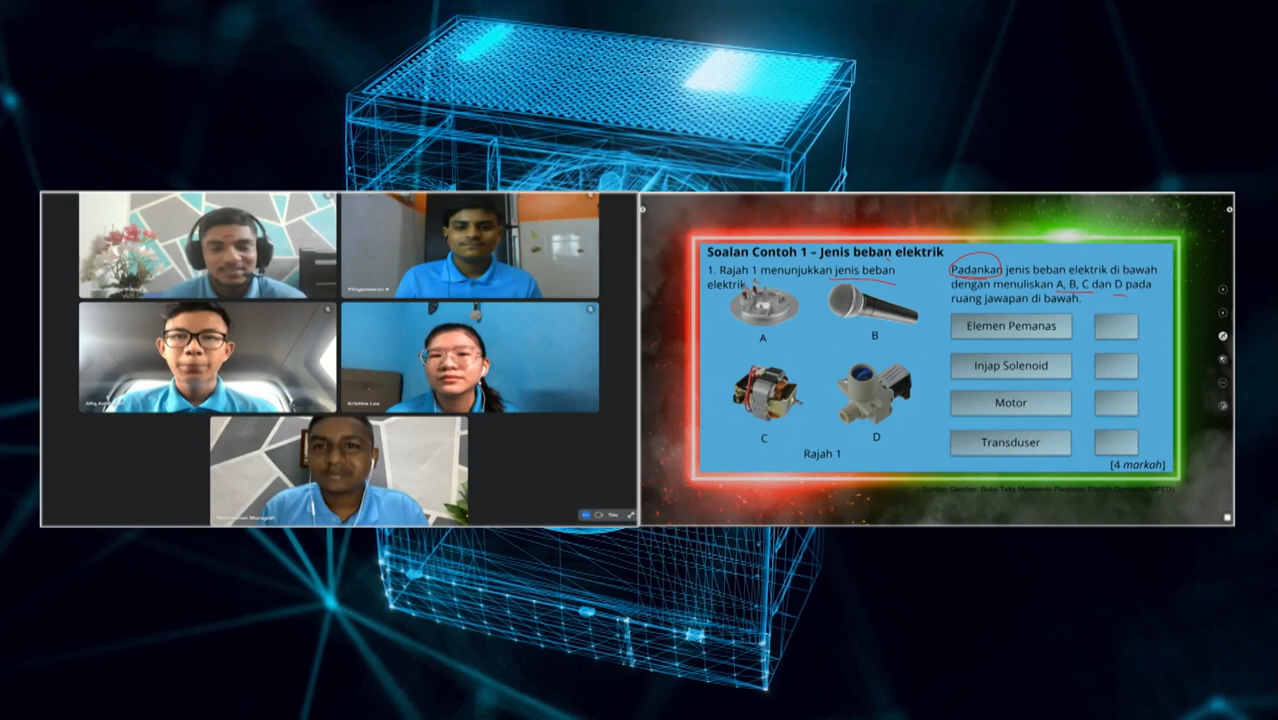 Kristina Lee
You
Soalan Contoh 1 – Jenis beban elektrik
1. Rajah 1 menunjukkan jenis beban
elektrik
A
B
C
D
Rajah 1
Padankan jenis beban elektrik di bawah
dengan menuliskan A, B, C dan D pada
ruang jawapan di bawah.
Elemen Pemanas
Injap Solenoid
Motor
Transduser
[4 markah]